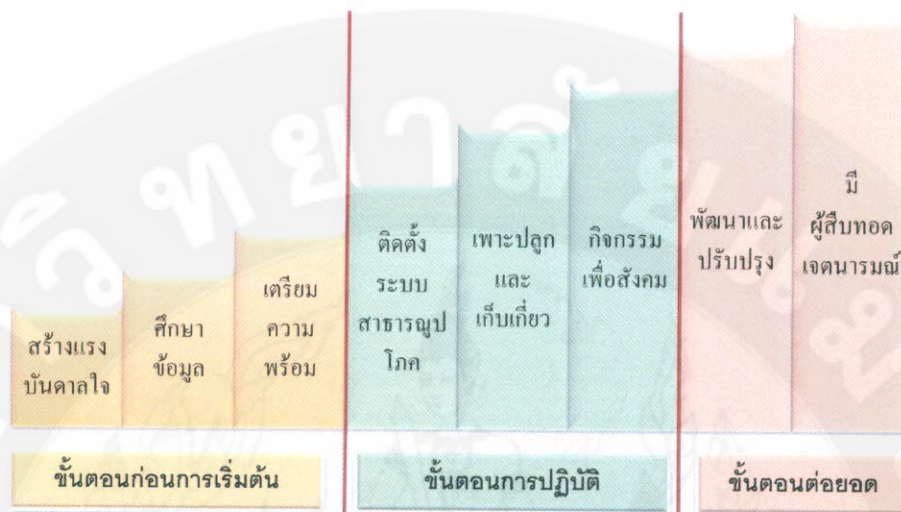 สร้างแรง
บันดาลใจ
ศึกษา
ข้อมูล
เตรียม
ความ
พร้อม
ติดตั้ง
ระบบ
สาธารณูป
โภค
เพาะปลูก
และ
เก็บเกี่ยว
กิจกรรม
เพื่อสังคม
พัฒนาและ
ปรับปรุง
มี
ผู้สืบทอด
เจตนารมณ์
ขั้นตอนก่อนการเริ่มต้น
ขั้นตอนการปฏิบัติ
ขั้นตอนต่อยอด